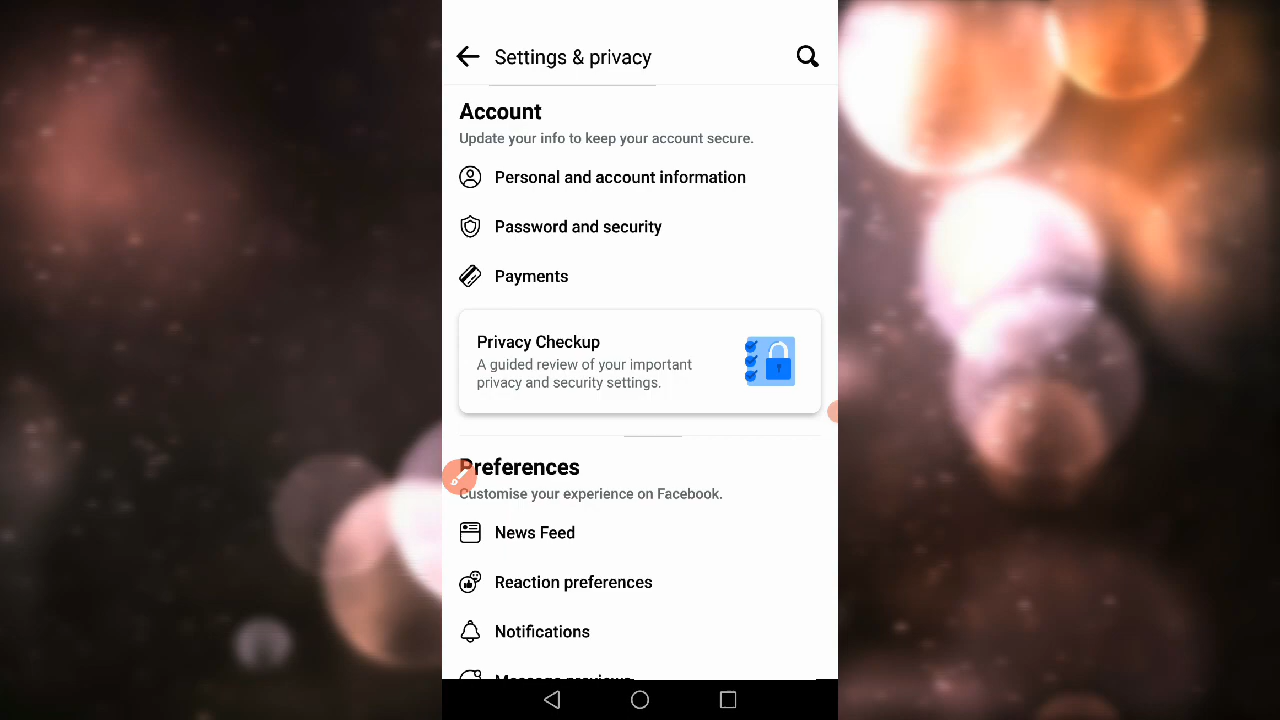 Settings & privacy
Account
Update your info to keep your account secure.
Personal and account information
Password and security
Payments
Privacy Checkup
A guided review of your important
privacy and security settings.
Preferences
Customise your experience on Facebook.
News Feed
Reaction preferences
Notifications
Message previews